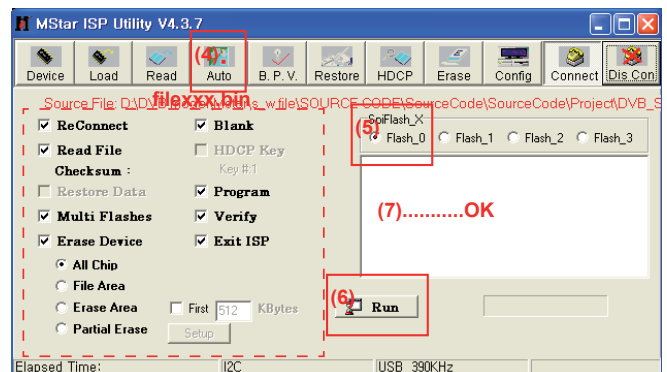 MStar ISP Utility V4.3.7
Device Load Read Auto B. P. V. Restore HDCP Erase Config Connect Dis Con
(4)
filexxx.bin
Source File: D:\DVB
\SOURCE CODE\SourceCode\SourceCode\Project\DVB_S
ReConnect
Blank
SpiFlash_X
(5)
Flash_0 Flash_1 Flash_2 Flash_3
Read File
HDCP Key
Checksum :
Key #:1
Restore Data
Program
Multi Flashes
Verify
(7)...........OK
Erase Device
Exit ISP
All Chip
File Area
Erase Area
First 512 KBytes
(6)
Run
Partial Erase
Setup
Elapsed Time: I2C USB 390KHz